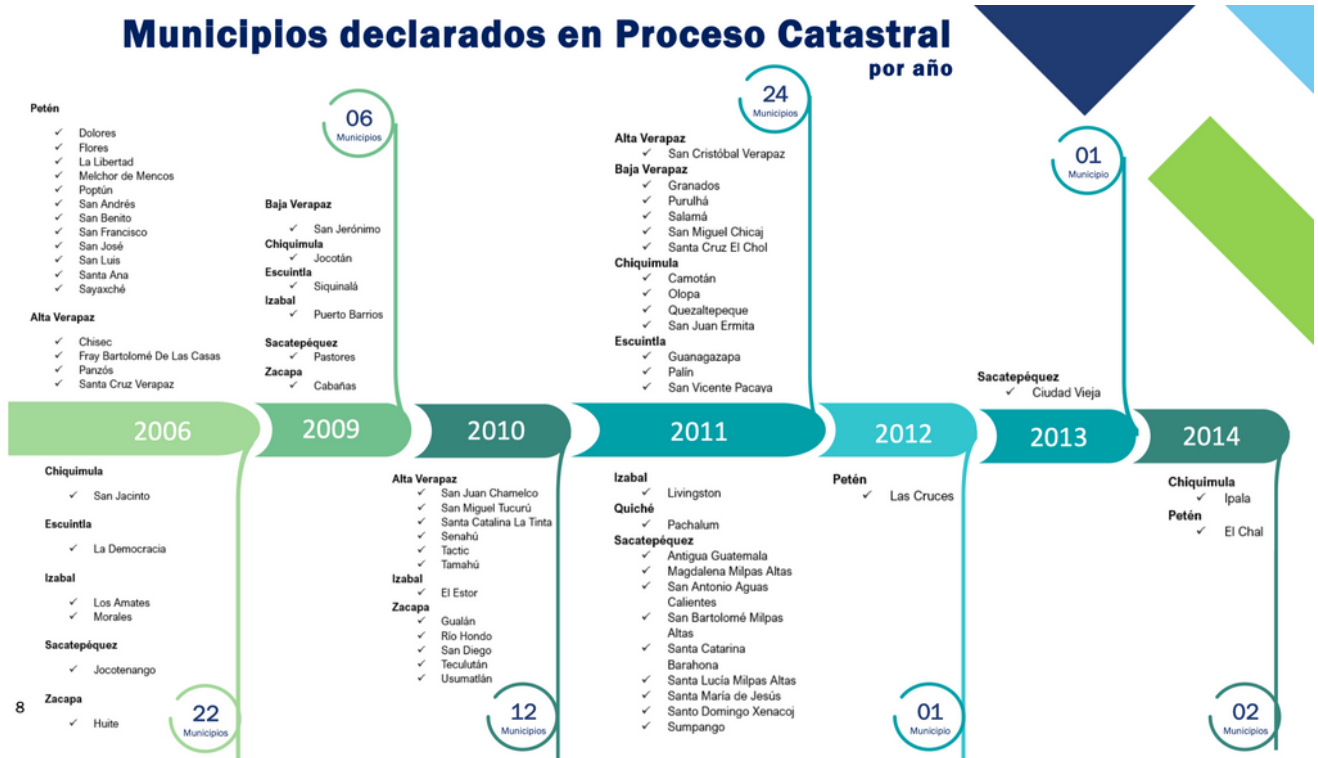 Municipios declarados en Proceso Catastral
por año
Petén
✓ Dolores
✓ Flores
✓ La Libertad
✓ Melchor de Mencos
✓ Poptún
✓ San Andrés
✓ San Benito
✓ San Francisco
✓ San José
✓ San Luis
✓ Santa Ana
✓ Sayaxché
Alta Verapaz
✓ Chisec
✓ Fray Bartolomé De Las Casas
✓ Panzós
✓ Santa Cruz Verapaz
2006
Chiquimula
✓ San Jacinto
Escuintla
✓ La Democracia
Izabal
✓ Los Amates
✓ Morales
Sacatepéquez
✓ Jocotenango
Zacapa
✓ Huite
22
Municipios
06
Municipios
Baja Verapaz
✓ San Jerónimo
Chiquimula
✓ Jocotán
Escuintla
✓ Siquinalá
Izabal
✓ Puerto Barrios
Sacatepéquez
✓ Pastores
Zacapa
✓ Cabañas
2009
2010
Alta Verapaz
✓ San Juan Chamelco
✓ San Miguel Tucurú
✓ Santa Catalina La Tinta
✓ Senahú
✓ Tactic
✓ Tamahú
Izabal
✓ El Estor
Zacapa
✓ Gualán
✓ Río Hondo
✓ San Diego
✓ Teculután
✓ Usumatlán
12
Municipios
24
Municipios
Alta Verapaz
✓ San Cristóbal Verapaz
Baja Verapaz
✓ Granados
✓ Purulhá
✓ Salamá
✓ San Miguel Chicaj
✓ Santa Cruz El Chol
Chiquimula
✓ Camotán
✓ Olopa
✓ Quezaltepeque
✓ San Juan Ermita
Escuintla
✓ Guanagazapa
✓ Palín
✓ San Vicente Pacaya
2011
Izabal
✓ Livingston
Quiché
✓ Pachalum
Sacatepéquez
✓ Antigua Guatemala
✓ Magdalena Milpas Altas
✓ San Antonio Aguas
Calientes
✓ San Bartolomé Milpas
Altas
✓ Santa Catarina
Barahona
✓ Santa Lucía Milpas Altas
✓ Santa María de Jesús
✓ Santo Domingo Xenacoj
✓ Sumpango
2012
Petén
✓ Las Cruces
01
Municipio
01
Municipio
Sacatepéquez
✓ Ciudad Vieja
2013
2014
Chiquimula
✓ Ipala
Petén
✓ El Chal
02
Municipios
8